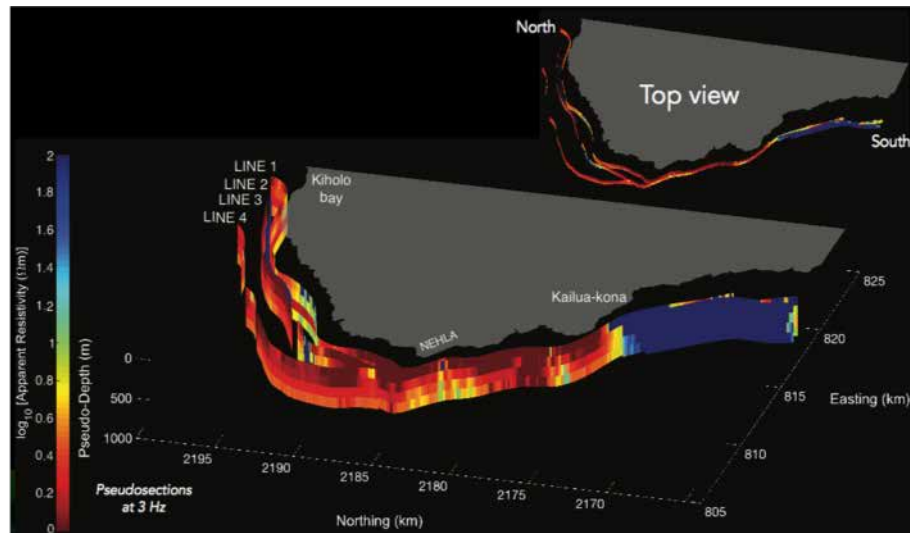 North
Top view
South
LINE 1
LINE 2
LINE 3
LINE 4
Kiholo
bay
Kailua-kona
NEHLA
2
1.8
1.6
1.4
1.2
1
0.8
0.6
0.4
0.2
0
log10 [Apparent Resistivity (Ωm)]
Pseudo-Depth (m)
0
500
1000
2195
2190
2185
2180
2175
2170
Northing (km)
825
820
815
810
805
Easting (km)
Pseudosections
at 3 Hz